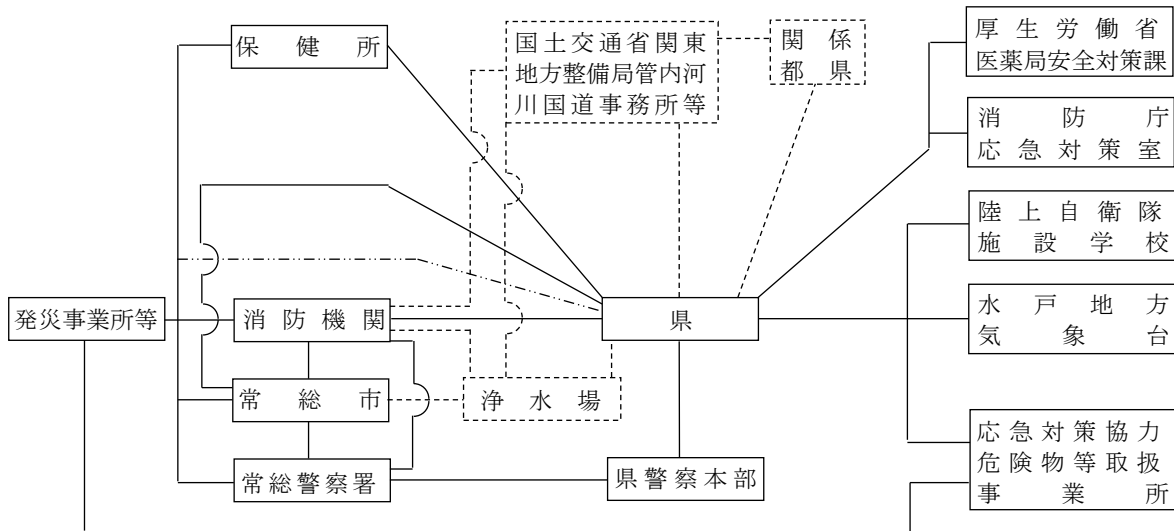 保健所
国土交通省関東
地方整備局管内河
川国道事務所等
関係
都県
厚生労働省
医薬局安全対策課
消防庁
応急対策室
陸上自衛隊
施設学校
発災事業所等
消防機関
県
水戸地方
気象台
常総市
浄水場
常総警察署
県警察本部
応急対策協力
危険物等取扱
事業所